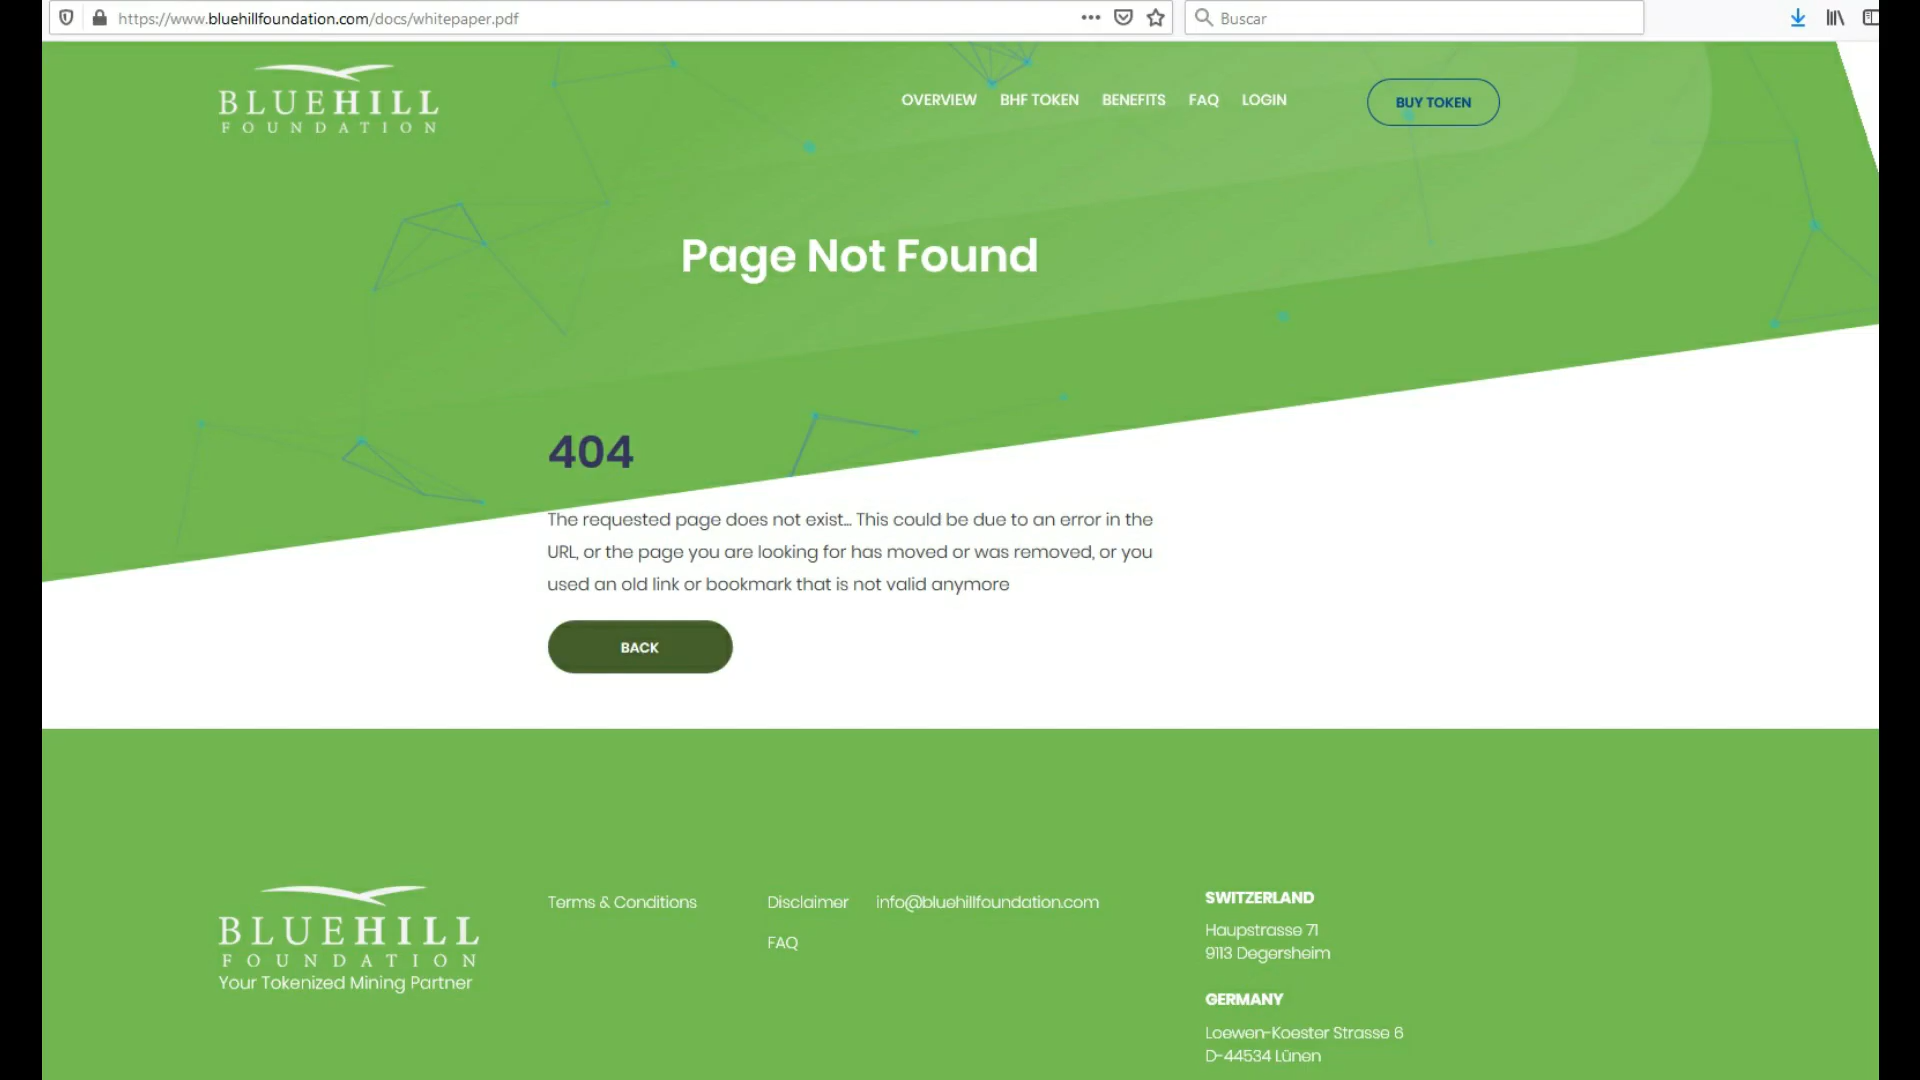 https://www.bluehillfoundation.com/docs/whitepaper.pdf
Buscar
BLUEHILL
FOUNDATION
OVERVIEW
BHF TOKEN
BENEFITS
FAQ
LOGIN
BUY TOKEN
Page Not Found
404
The requested page does not exist... This could be due to an error in the
URL, or the page you are looking for has moved or was removed, or you
used an old link or bookmark that is not valid anymore
BACK
BLUEHILL
FOUNDATION
Your Tokenized Mining Partner
Terms & Conditions
Disclaimer
FAQ
info@bluehillfoundation.com
SWITZERLAND
Haupstrasse 71
9113 Degersheim
GERMANY
Loewen-Koester Strasse 6
D-44534 Lünen